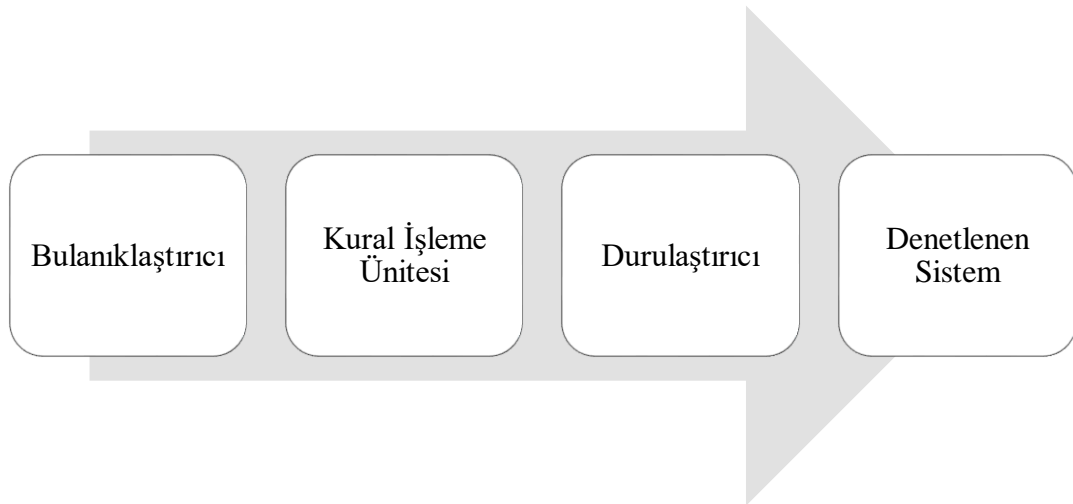 Bulanıklaştırıcı
Kural İşleme
Ünitesi
Durulaştırıcı
Denetlenen
Sistem